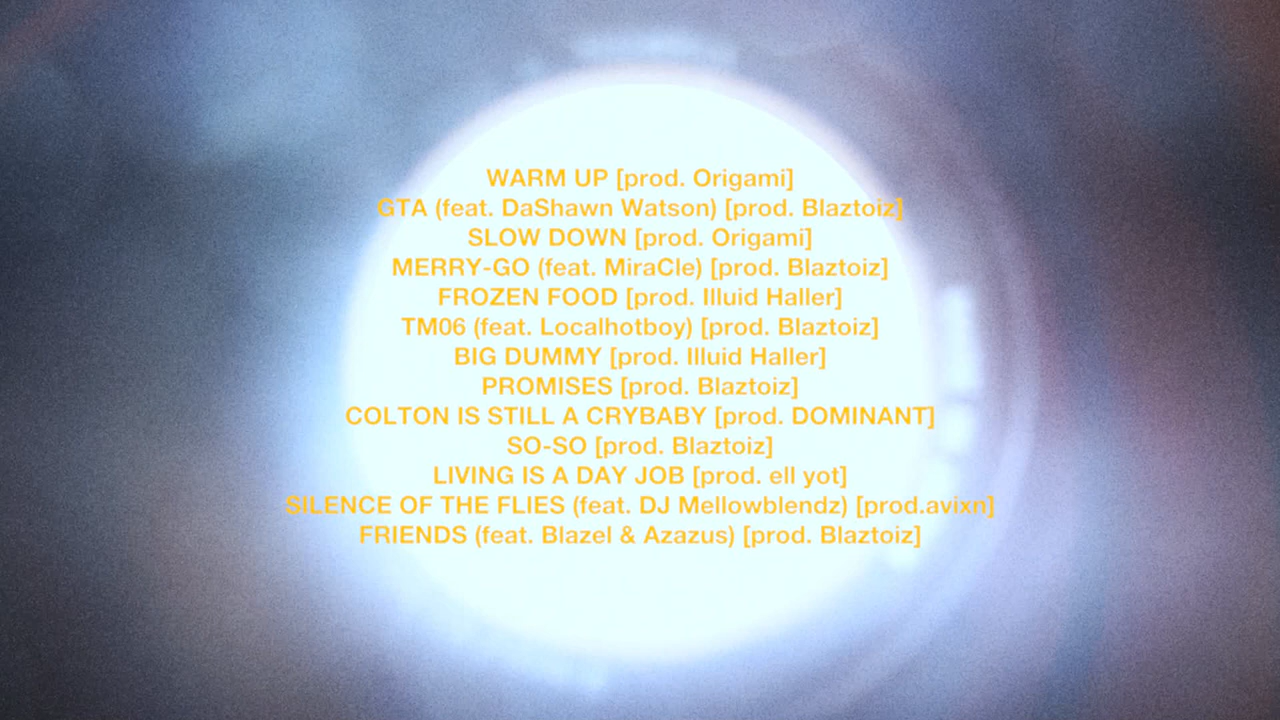 WARM UP [prod. Origami]
GTA (feat. DaShawn Watson) [prod. Blaztoiz]
SLOW DOWN [prod. Origami]
MERRY-GO (feat. MiraCle) [prod. Blaztoiz]
FROZEN FOOD [prod. Illuid Haller]
TM06 (feat. Localhotboy) [prod. Blaztoiz]
BIG DUMMY [prod. Illuid Haller]
PROMISES [prod. Blaztoiz]
COLTON IS STILL A CRYBABY [prod. DOMINANT]
SO-SO [prod. Blaztoiz]
LIVING IS A DAY JOB [prod. ell yot]
SILENCE OF THE FLIES (feat. DJ Mellowblendz) [prod.avixn]
FRIENDS (feat. Blazel & Azazus) [prod. Blaztoiz]